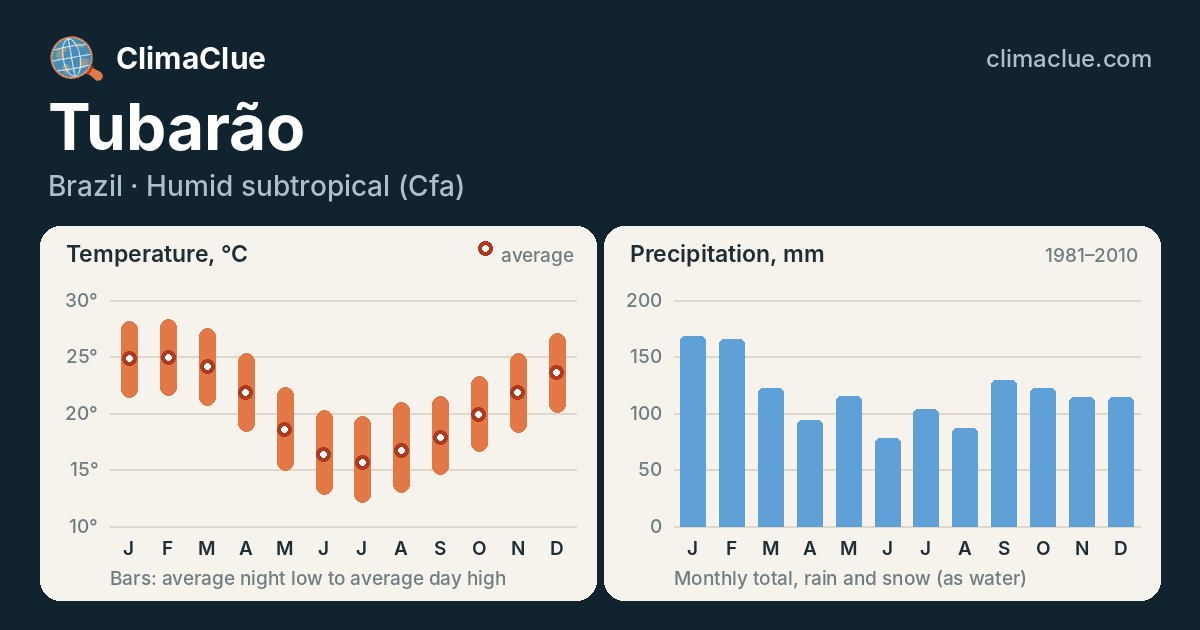 ClimaClue
climaclue.com
Tubarão
Brazil · Humid subtropical (Cfa)
Temperature, °C
average
30°
25°
20°
15°
10°
J F M A M J J A S O N D
Bars: average night low to average day high
Precipitation, mm
1981–2010
200
150
100
50
0
J F M A M J J A S O N D
Monthly total, rain and snow (as water)